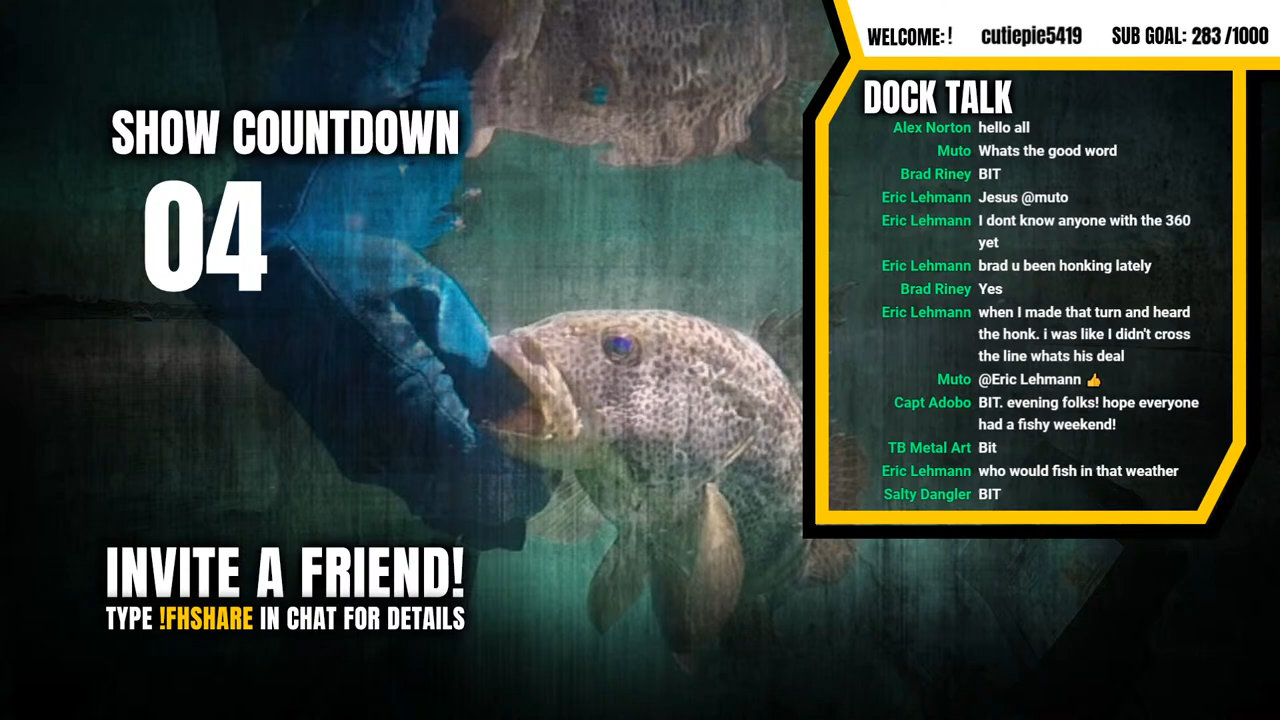 WELCOME: ! cutiepie5419 SUB GOAL: 283 /1000
DOCK TALK
Alex Norton hello all
Muto Whats the good word
Brad Riney BIT
Eric Lehmann Jesus @muto
Eric Lehmann I dont know anyone with the 360
yet
Eric Lehmann brad u been honking lately
Brad Riney Yes
Eric Lehmann when I made that turn and heard
the honk. i was like I didn't cross
the line whats his deal
Muto @Eric Lehmann 👍
Capt Adobo BIT. evening folks! hope everyone
had a fishy weekend!
TB Metal Art Bit
Eric Lehmann who would fish in that weather
Salty Dangler BIT
SHOW COUNTDOWN
04
INVITE A FRIEND!
TYPE !FHSHARE IN CHAT FOR DETAILS